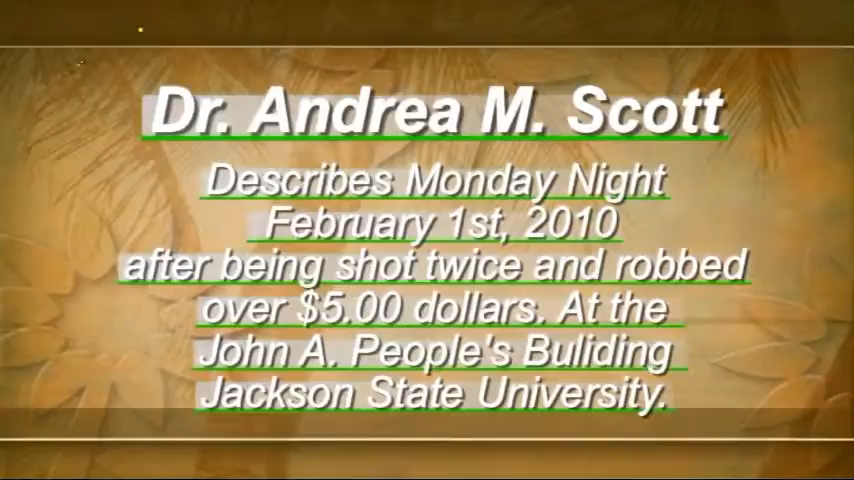 Dr. Andrea M. Scott
Describes Monday Night
February 1st, 2010
after being shot twice and robbed
over $5.00 dollars. At the
John A. People's Buliding
Jackson State University.